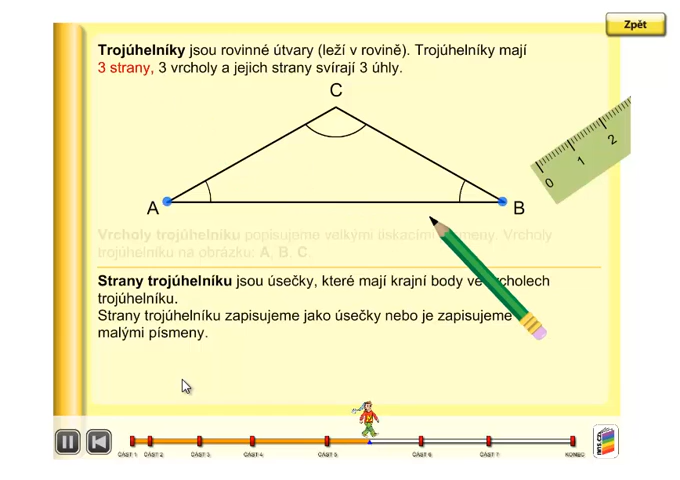 Zpět
Trojúhelníky jsou rovinné útvary (leží v rovině). Trojúhelníky mají
3 strany, 3 vrcholy a jejich strany svírají 3 úhly.
C
0 1 2
A B
Vrcholy trojúhelníku popisujeme velkými tiskacími písmeny. Vrcholy
trojúhelníku na obrázku: A, B, C.
Strany trojúhelníku jsou úsečky, které mají krajní body ve vrcholech
trojúhelníku.
Strany trojúhelníku zapisujeme jako úsečky nebo je zapisujeme
malými písmeny.
ČÁST 1 ČÁST 2 ČÁST 3 ČÁST 4 ČÁST 5 ČÁST 6 ČÁST 7 KONEC
NNS.CZ